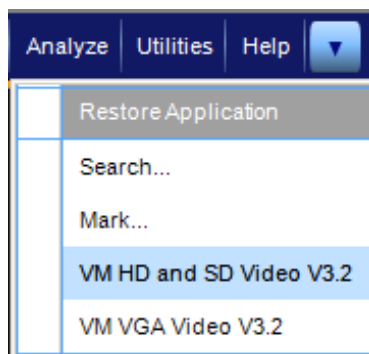 Analyze Utilities Help
Restore Application
Search...
Mark...
VM HD and SD Video V3.2
VM VGA Video V3.2